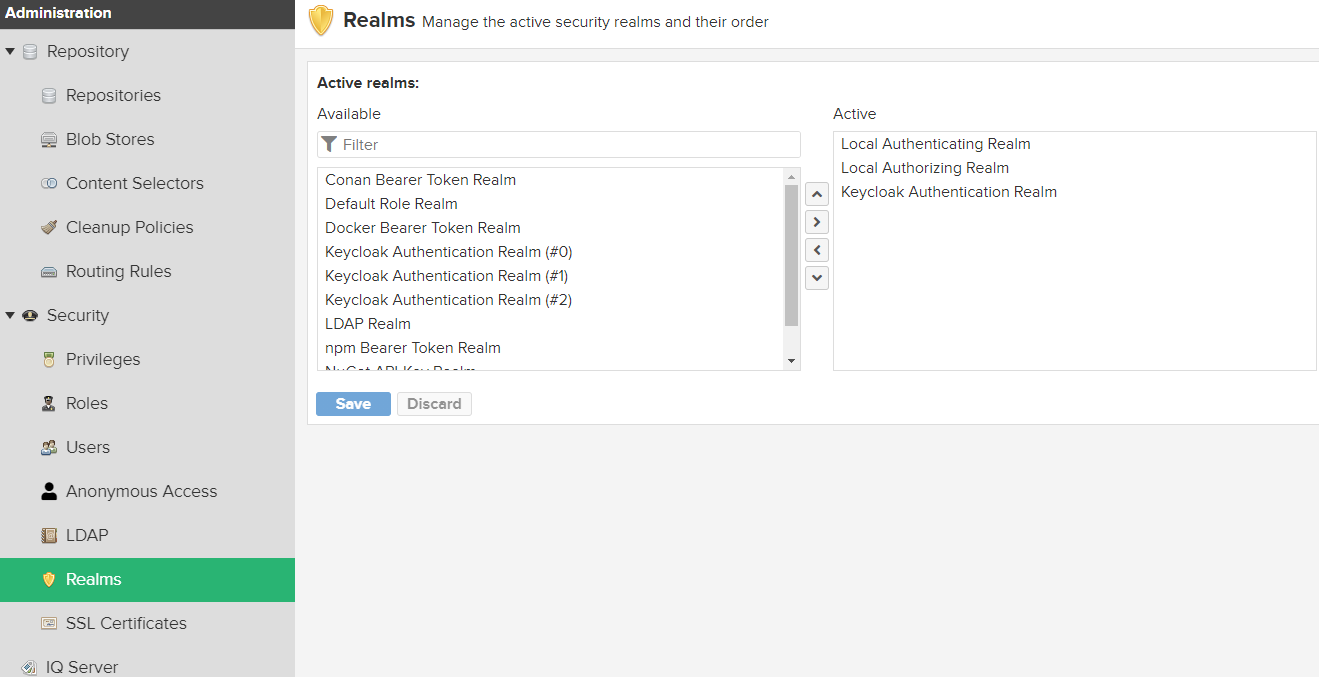 Administration
Repository
Repositories
Blob Stores
Content Selectors
Cleanup Policies
Routing Rules
Security
Privileges
Roles
Users
Anonymous Access
LDAP
Realms
SSL Certificates
IQ Server
Realms Manage the active security realms and their order
Active realms:
Available
Filter
Conan Bearer Token Realm
Default Role Realm
Docker Bearer Token Realm
Keycloak Authentication Realm (#0)
Keycloak Authentication Realm (#1)
Keycloak Authentication Realm (#2)
LDAP Realm
npm Bearer Token Realm
NuGet API-Key Realm
Active
Local Authenticating Realm
Local Authorizing Realm
Keycloak Authentication Realm
Save
Discard